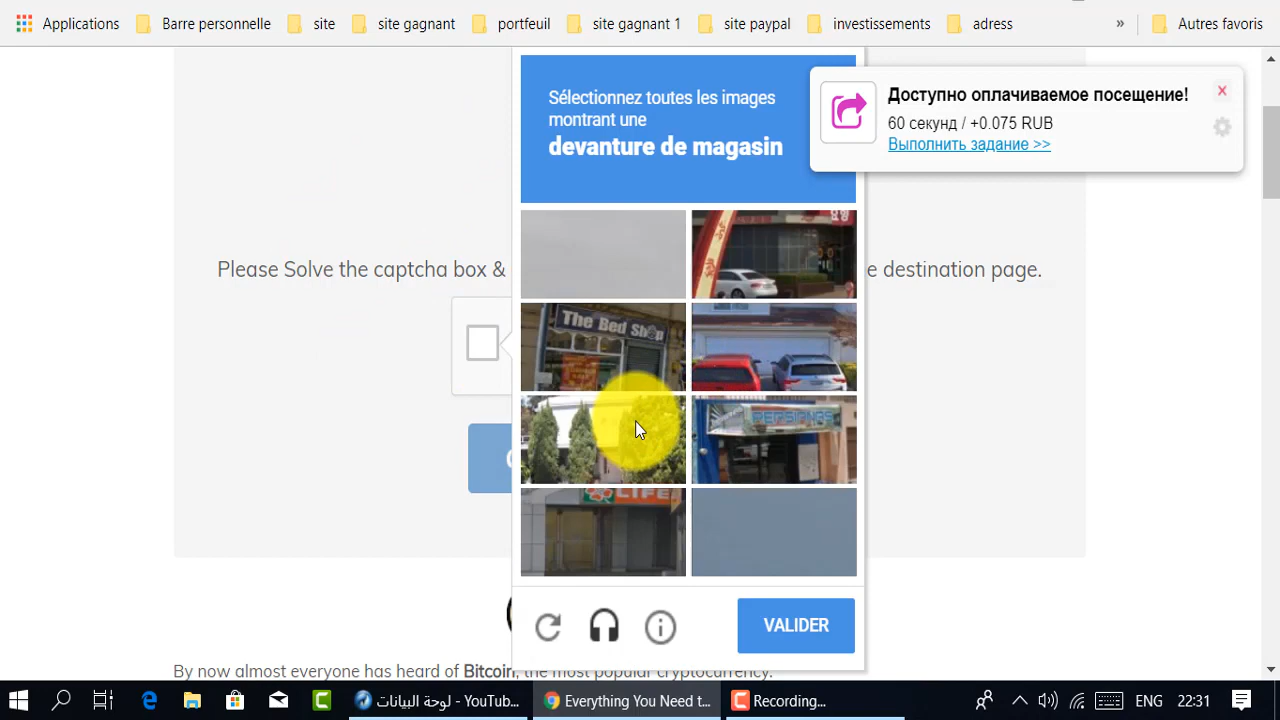 Applications
Barre personnelle
site
site gagnant
portfeuil
site gagnant 1
site paypal
investissements
adress
»
Autres favoris
Sélectionnez toutes les images
montrant une
devanture de magasin
Доступно оплачиваемое посещение!
60 секунд / +0.075 RUB
Выполнить задание >>
Please Solve the captcha box &
e destination page.
The Bed Shop
PERSIANAS
LIFE
VALIDER
By now almost everyone has heard of Bitcoin, the most popular cryptocurrency.
لوحة البيانات - YouTub...
Everything You Need t...
Recording...
ENG
22:31